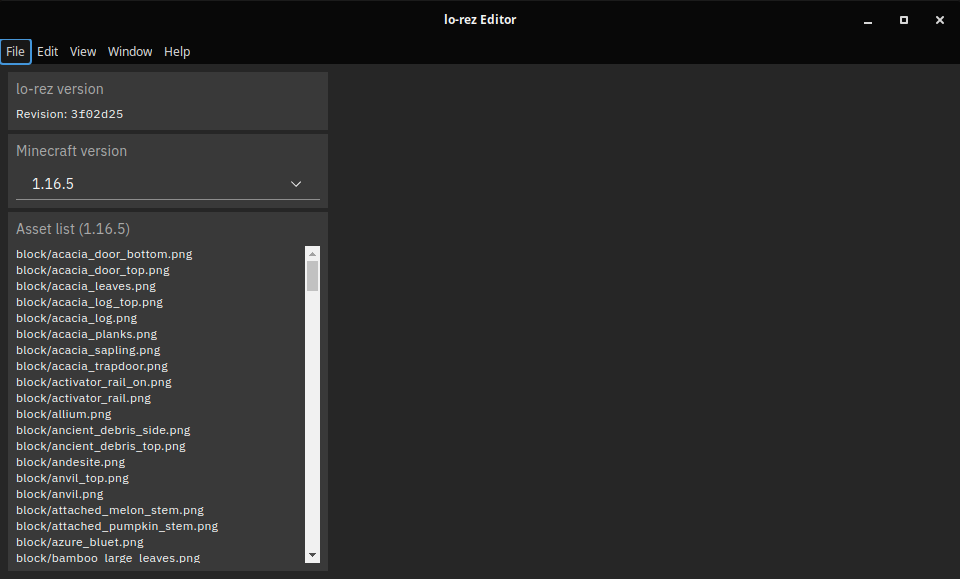 lo-rez Editor
File Edit View Window Help
lo-rez version
Revision: 3f02d25
Minecraft version
1.16.5
Asset list (1.16.5)
block/acacia_door_bottom.png
block/acacia_door_top.png
block/acacia_leaves.png
block/acacia_log_top.png
block/acacia_log.png
block/acacia_planks.png
block/acacia_sapling.png
block/acacia_trapdoor.png
block/activator_rail_on.png
block/activator_rail.png
block/allium.png
block/ancient_debris_side.png
block/ancient_debris_top.png
block/andesite.png
block/anvil_top.png
block/anvil.png
block/attached_melon_stem.png
block/attached_pumpkin_stem.png
block/azure_bluet.png
block/bamboo_large_leaves.png